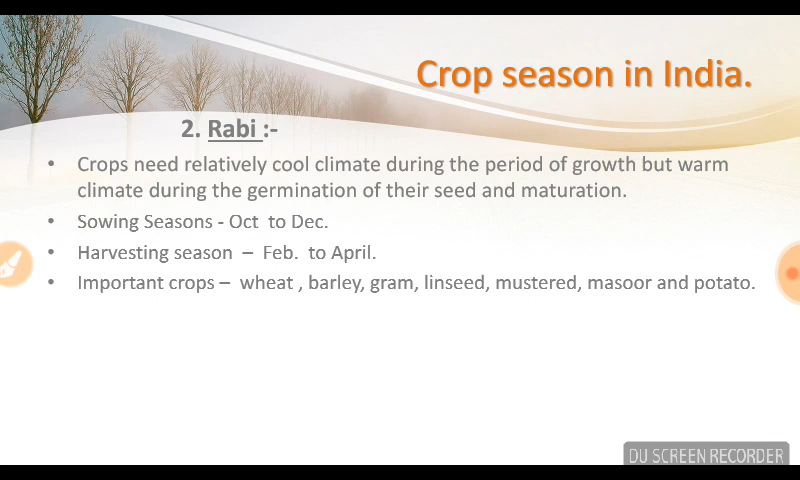 Crop season in India.
2. Rabi :-
• Crops need relatively cool climate during the period of growth but warm
climate during the germination of their seed and maturation.
• Sowing Seasons - Oct to Dec.
• Harvesting season – Feb. to April.
• Important crops – wheat , barley, gram, linseed, mustered, masoor and potato.
DU SCREEN RECORDER